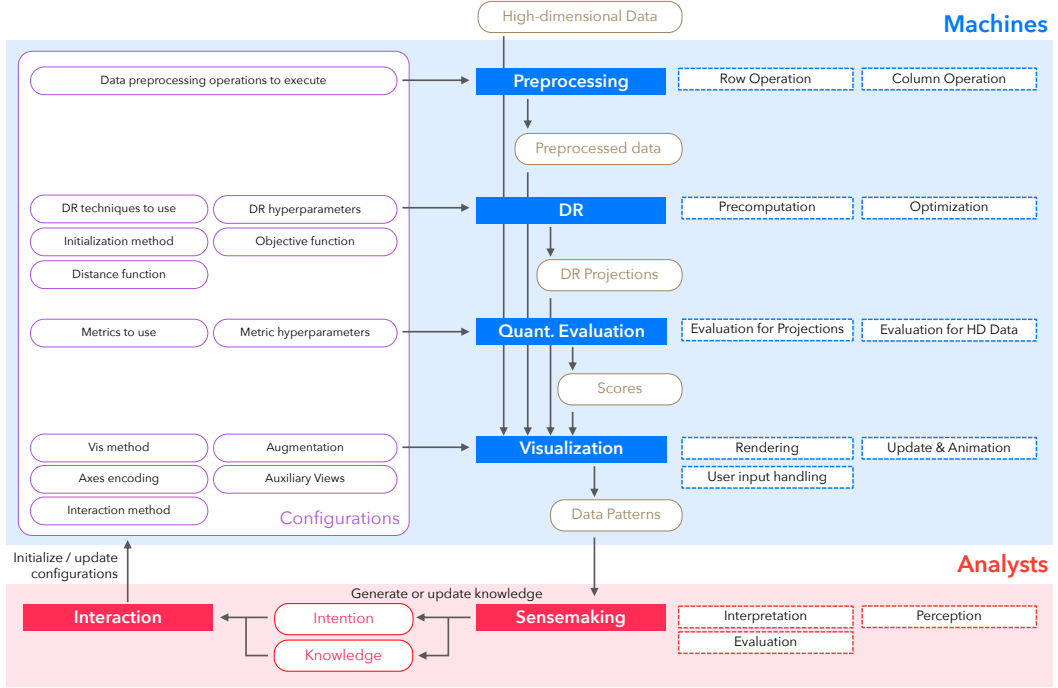 High-dimensional Data
Machines
Data preprocessing operations to execute
Preprocessing
Row Operation
Column Operation
Preprocessed data
DR techniques to use
DR hyperparameters
DR
Precomputation
Optimization
Initialization method
Objective function
Distance function
DR Projections
Metrics to use
Metric hyperparameters
Quant. Evaluation
Evaluation for Projections
Evaluation for HD Data
Scores
Vis method
Augmentation
Visualization
Rendering
Update & Animation
Axes encoding
Auxiliary Views
User input handling
Interaction method
Configurations
Data Patterns
Initialize / update
configurations
Analysts
Generate or update knowledge
Interaction
Intention
Sensemaking
Interpretation
Perception
Evaluation
Knowledge